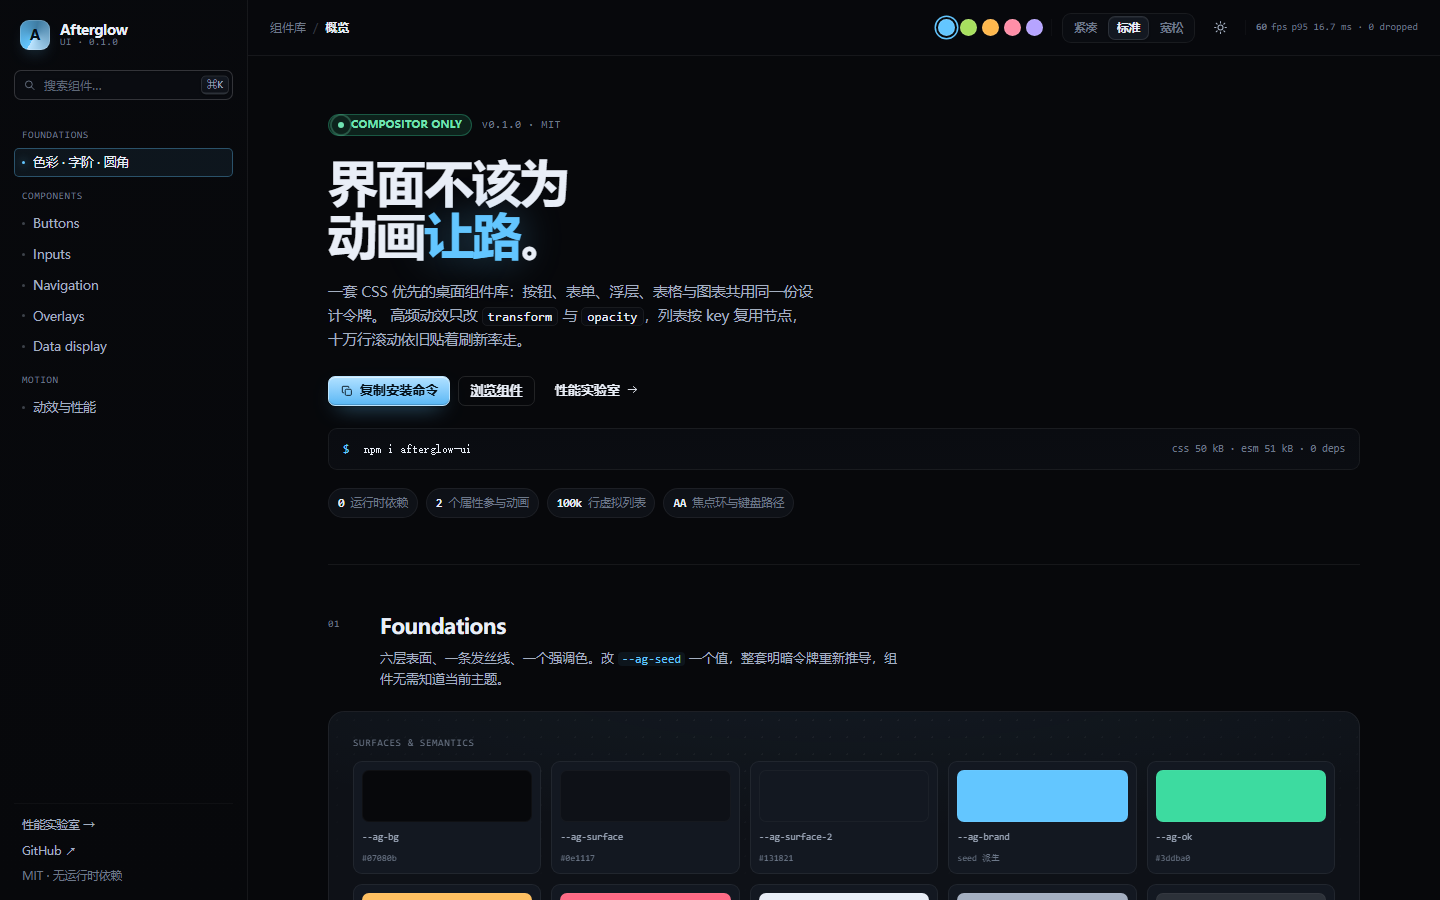 A
Afterglow
UI · 0.1.0
搜索组件...
⌘K
FOUNDATIONS
色彩 · 字阶 · 圆角
COMPONENTS
Buttons
Inputs
Navigation
Overlays
Data display
MOTION
动效与性能
性能实验室 →
GitHub ↗
MIT · 无运行时依赖
组件库 / 概览
紧凑 标准 宽松
60 fps p95 16.7 ms · 0 dropped
COMPOSITOR ONLY
v0.1.0 · MIT
界面不该为
动画让路。
一套 CSS 优先的桌面组件库：按钮、表单、浮层、表格与图表共用同一份设
计令牌。 高频动效只改 transform 与 opacity，列表按 key 复用节点，
十万行滚动依旧贴着刷新率走。
复制安装命令
浏览组件
性能实验室 →
$ npm i afterglow-ui
css 50 kB · esm 51 kB · 0 deps
0 运行时依赖
2 个属性参与动画
100k 行虚拟列表
AA 焦点环与键盘路径
01
Foundations
六层表面、一条发丝线、一个强调色。改 --ag-seed 一个值，整套明暗令牌重新推导，组
件无需知道当前主题。
SURFACES & SEMANTICS
--ag-bg
#07080b
--ag-surface
#0e1117
--ag-surface-2
#131821
--ag-brand
seed 派生
--ag-ok
#3ddba0